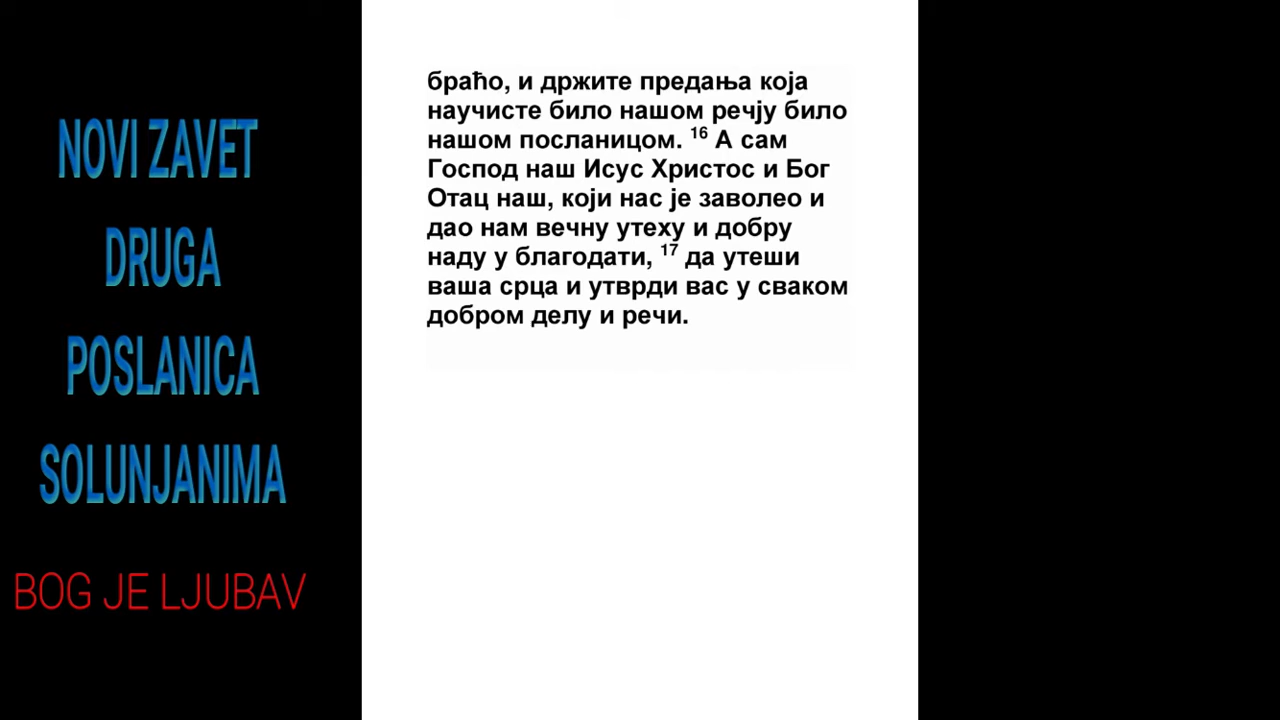 NOVI ZAVET
DRUGA
POSLANICA
SOLUNJANIMA
BOG JE LJUBAV
браћо, и држите предања која
научисте било нашом речју било
нашом посланицом. 16 А сам
Господ наш Исус Христос и Бог
Отац наш, који нас је заволео и
дао нам вечну утеху и добру
наду у благодати, 17 да утеши
ваша срца и утврди вас у сваком
добром делу и речи.